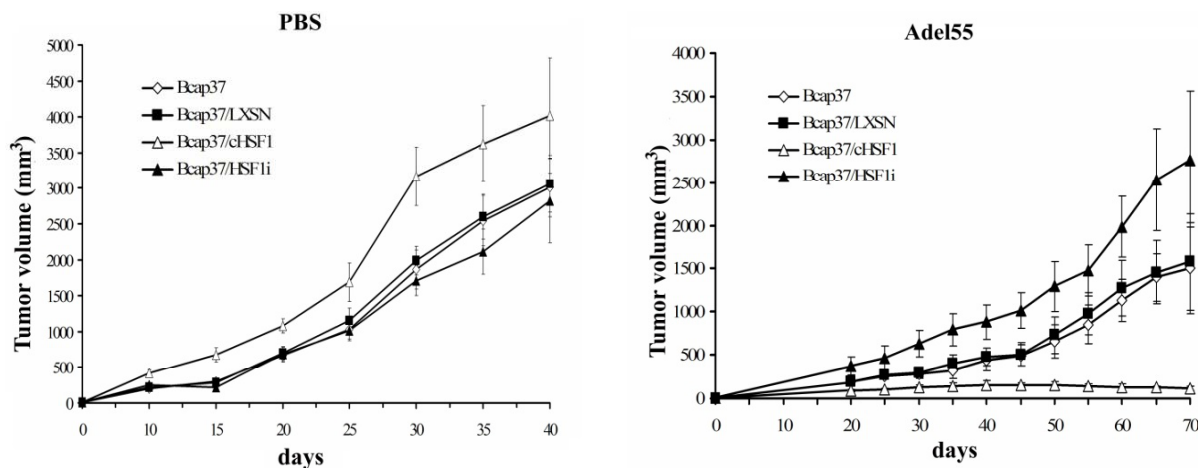 PBS
5000
4500
4000
3500
3000
2500
2000
1500
1000
500
0
Tumor volume (mm³)
Bcap37
Bcap37/LXSN
Bcap37/cHSF1
Bcap37/HSF1i
0 10 15 20 25 30 35 40
days
Adel55
4000
3500
3000
2500
2000
1500
1000
500
0
Tumor volume (mm³)
Bcap37
Bcap37/LXSN
Bcap37/cHSF1
Bcap37/HSF1i
0 10 20 30 40 50 60 70
days